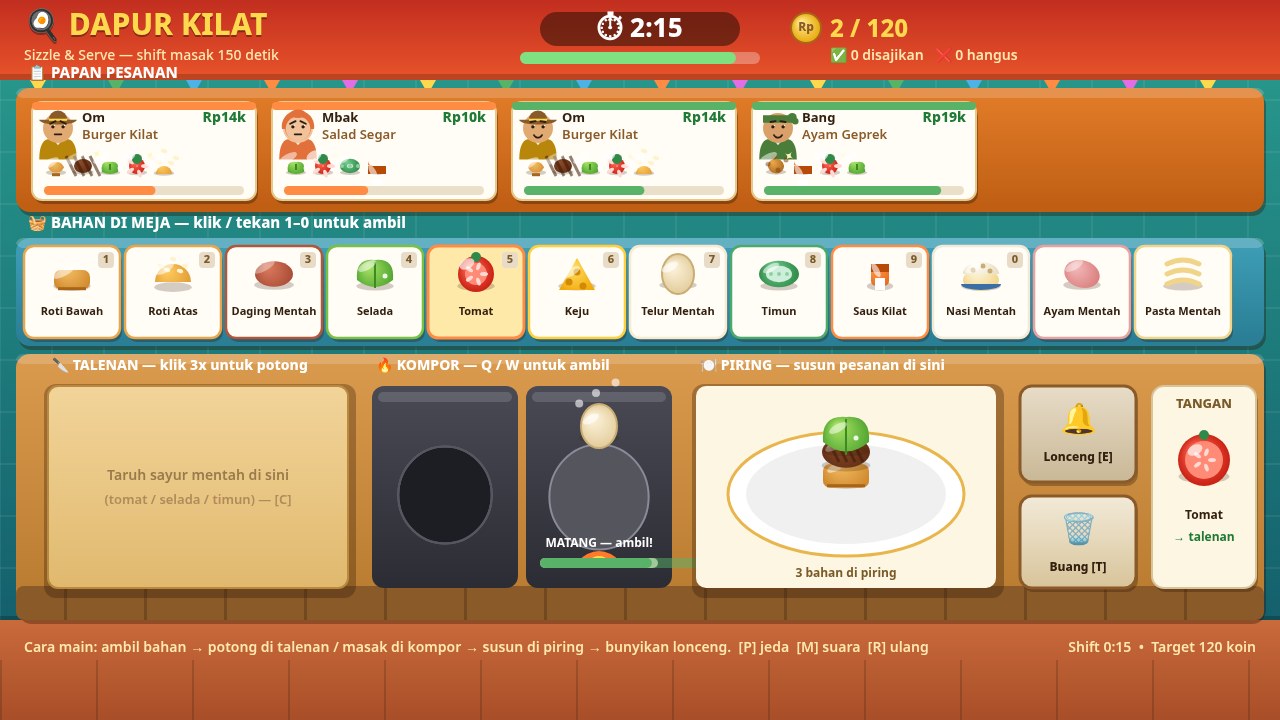 DAPUR KILAT
Sizzle & Serve — shift masak 150 detik
2:15
Rp 2 / 120
0 disajikan 0 hangus
PAPAN PESANAN
Om Rp14k
Burger Kilat
Mbak Rp10k
Salad Segar
Om Rp14k
Burger Kilat
Bang Rp19k
Ayam Geprek
BAHAN DI MEJA — klik / tekan 1–0 untuk ambil
1
Roti Bawah
2
Roti Atas
3
Daging Mentah
4
Selada
5
Tomat
6
Keju
7
Telur Mentah
8
Timun
9
Saus Kilat
0
Nasi Mentah
Ayam Mentah
Pasta Mentah
TALENAN — klik 3x untuk potong
Taruh sayur mentah di sini
(tomat / selada / timun) — [C]
KOMPOR — Q / W untuk ambil
MATANG — ambil!
PIRING — susun pesanan di sini
3 bahan di piring
Lonceng [E]
Buang [T]
TANGAN
Tomat
→ talenan
Cara main: ambil bahan → potong di talenan / masak di kompor → susun di piring → bunyikan lonceng. [P] jeda [M] suara [R] ulang
Shift 0:15 • Target 120 koin